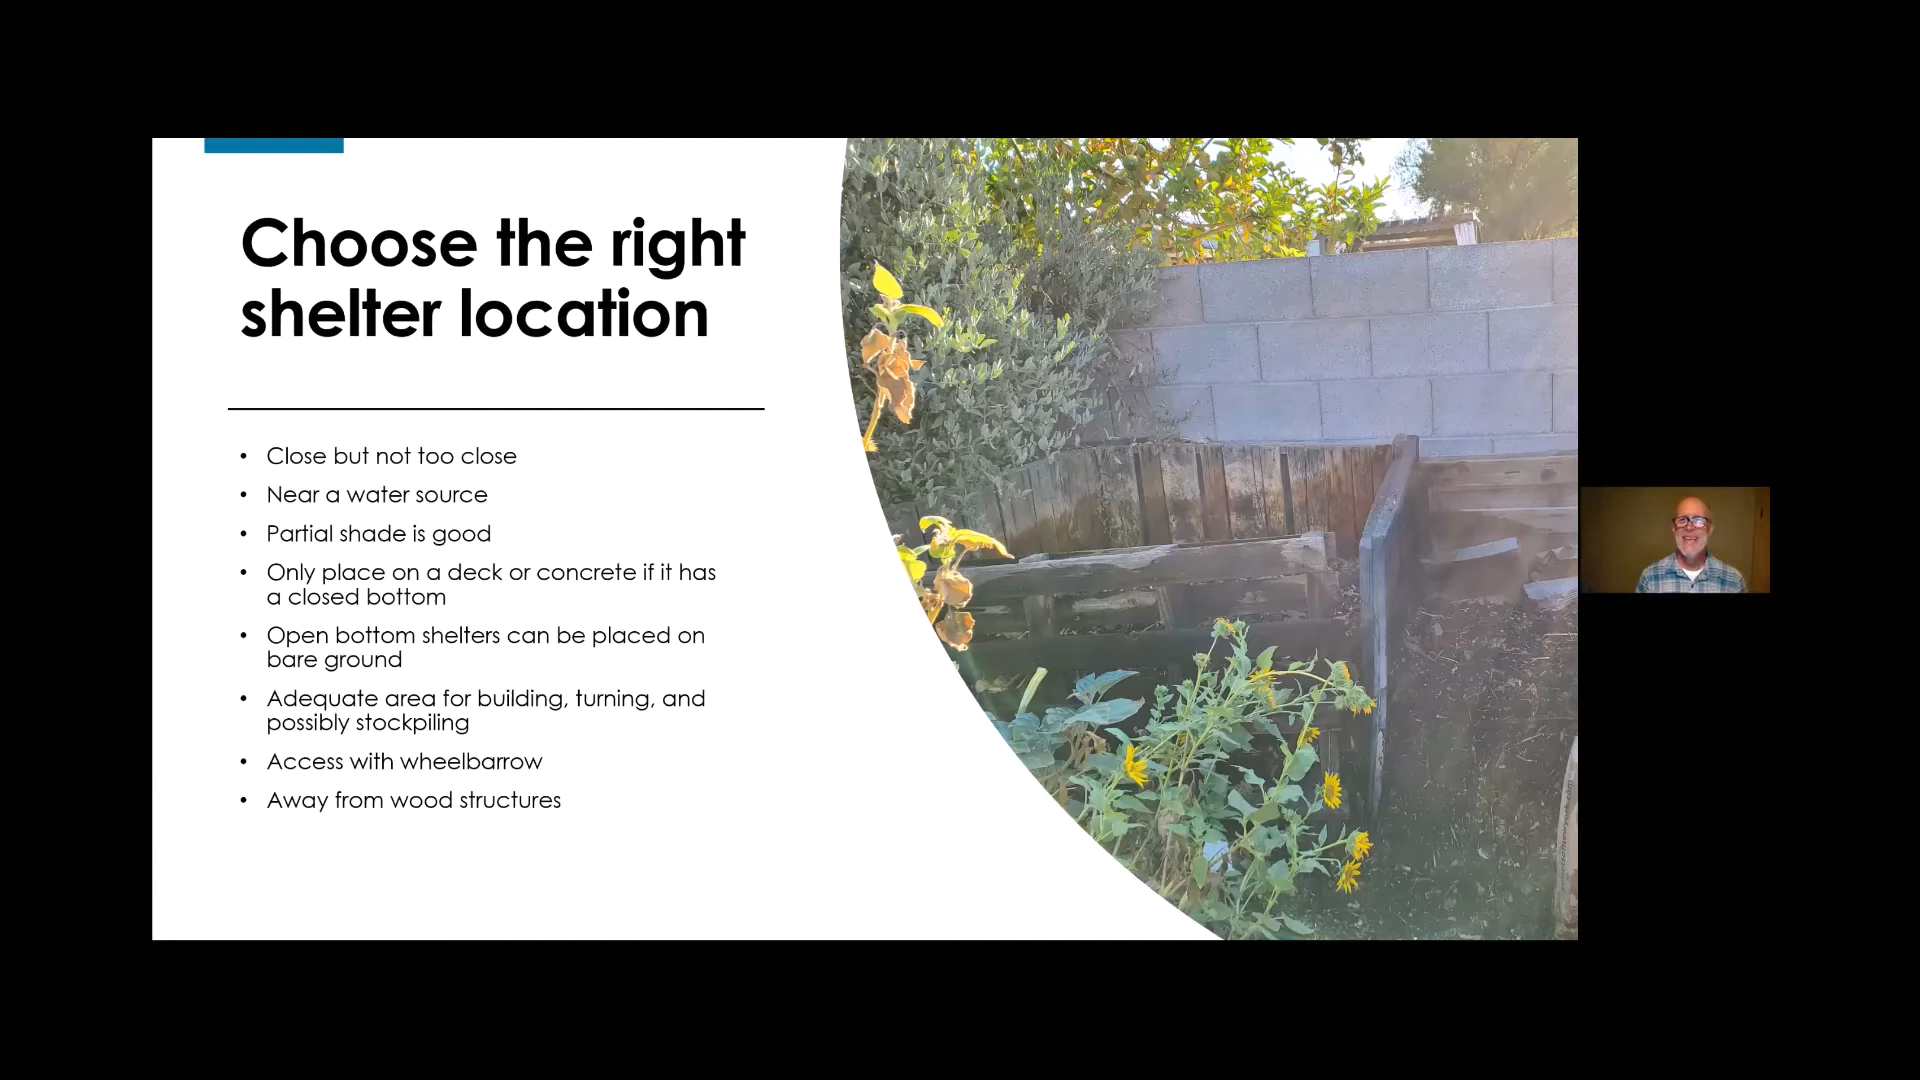 Choose the right
shelter location
• Close but not too close
• Near a water source
• Partial shade is good
• Only place on a deck or concrete if it has
a closed bottom
• Open bottom shelters can be placed on
bare ground
• Adequate area for building, turning, and
possibly stockpiling
• Access with wheelbarrow
• Away from wood structures